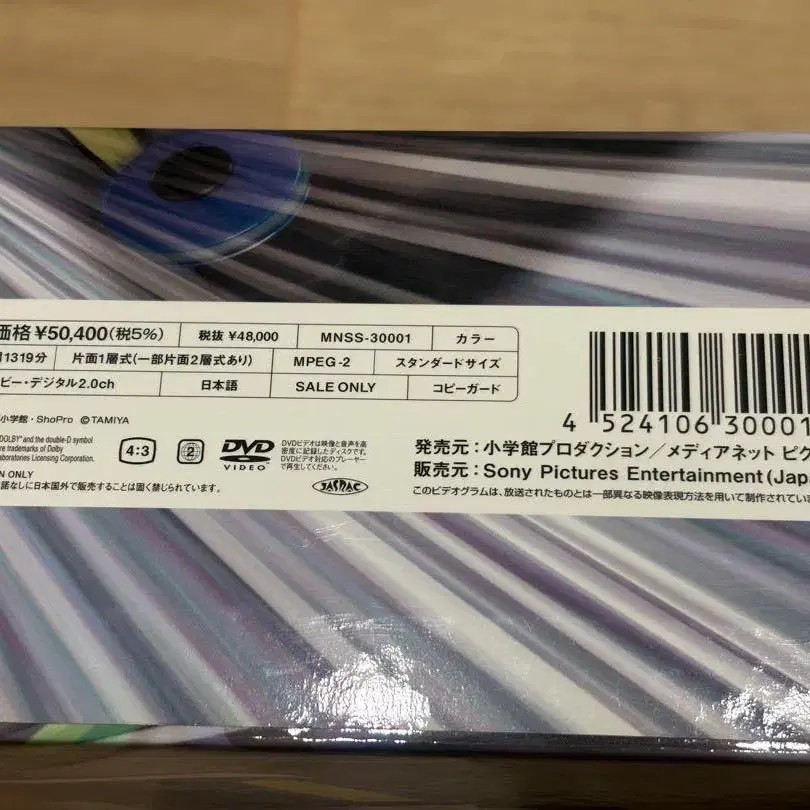 価格 ¥50,400(税5%) 税抜 ¥48,000 MNSS-30001 カラー
1319分 片面1層式(一部片面2層式あり) MPEG-2 スタンダードサイズ
ビー・デジタル2.0ch 日本語 SALE ONLY コピーガード
小学館・ShoPro ©TAMIYA
DOLBY" and the double-D symbol
are trademarks of Dolby
Laboratories Licensing Corporation.
4:3
2
DVD
VIDEO
DVDビデオは映像と音声を高
密度に記録したディスクです。
DVDビデオ対応のプレーヤー
で再生してください。
N ONLY
諾なしに日本国外で販売することは固く禁じられています。
JASRAC
4 524106 30001
発売元:小学館プロダクション/メディアネット ピク
販売元:Sony Pictures Entertainment(Japa
このビデオグラムは、放送されたものとは一部異なる映像表現方法を用いて制作されていま